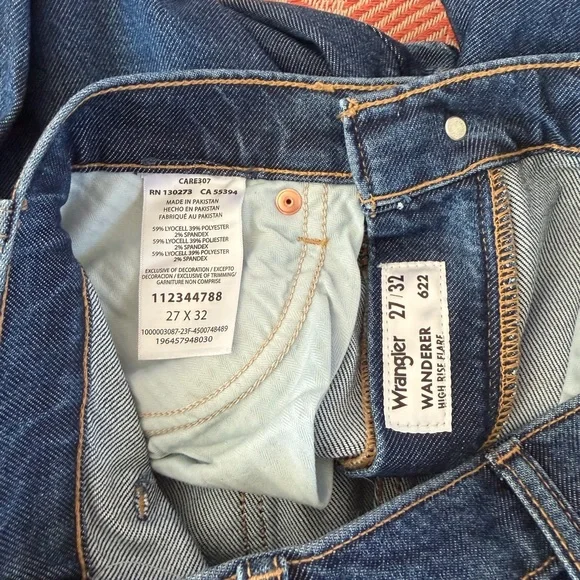 CARE307
RN 130273 CA 55394
MADE IN PAKISTAN
HECHO EN PAKISTAN
FABRIQUÉ AU PAKISTAN
59% LYOCELL 39% POLYESTER
2% SPANDEX
59% LYOCELL 39% POLYESTER
2% SPANDEX
59% LYOCELL 39% POLYESTER
2% SPANDEX
EXCLUSIVE OF DECORATION / EXCEPTO
DECORACION / EXCLUSIVE OF TRIMMING/
GARNITURE NON COMPRISE
112344788
27 X 32
1000003087-23F-4500748489
196457948030
Wrangler 27/32
WANDERER 622
HIGH RISE FLARE